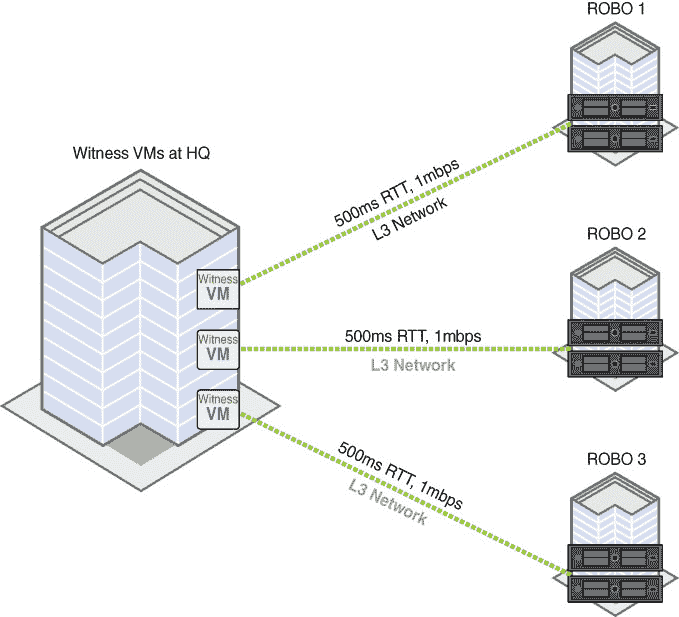 ROBO 1
Witness VMs at HQ
500ms RTT, 1mbps
L3 Network
ROBO 2
Witness
VM
Witness
VM
500ms RTT, 1mbps
L3 Network
Witness
VM
500ms RTT, 1mbps
L3 Network
ROBO 3